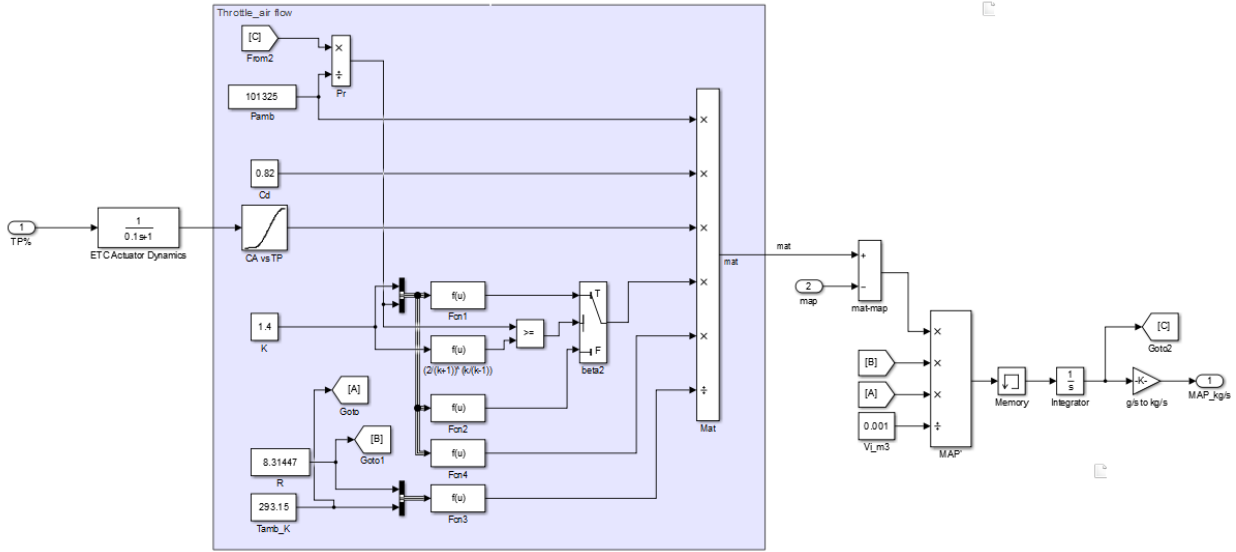 Throttle_air flow
[C]
From2
×
÷
Pr
101325
Pamb
×
0.82
Cd
×
1
TP%
1
0.1s+1
ETC Actuator Dynamics
CA vs TP
×
mat
mat
+
−
mat-map
2
map
×
f(u)
Fcn1
T
F
beta2
>=
1.4
K
f(u)
(2/(k+1))^(k/(k-1))
×
÷
Mat
[A]
Goto
f(u)
Fcn2
[B]
Goto1
f(u)
Fcn4
8.31447
R
293.15
Tamb_K
f(u)
Fcn3
[C]
Goto2
×
[B]
×
[A]
×
0.001
Vi_m3
÷
MAP'
Memory
1
s
Integrator
-K-
g/s to kg/s
1
MAP_kg/s